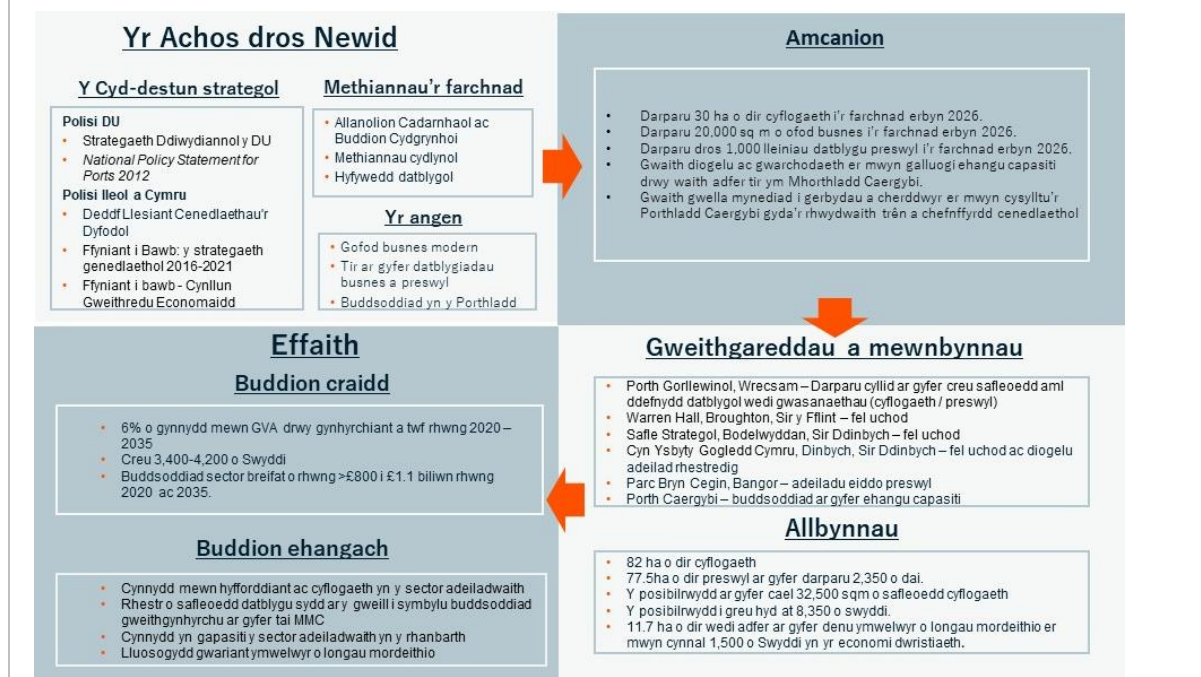 Yr Achos dros Newid
Y Cyd-destun strategol
Polisi DU
• Strategaeth Ddiwydiannol y DU
• National Policy Statement for
Ports 2012
Polisi lleol a Cymru
• Deddf Llesiant Cenedlaethau'r
Dyfodol
• Ffyniant i Bawb: y strategaeth
genedlaethol 2016-2021
• Ffyniant i bawb - Cynllun
Gweithredu Economaidd
Methiannau'r farchnad
• Allanolion Cadarnhaol ac
Buddion Cydgrynhoi
• Methiannau cydlynol
• Hyfywedd datblygol
Yr angen
• Gofod busnes modern
• Tir ar gyfer datblygiadau
busnes a preswyl
• Buddsoddiad yn y Porthladd
Amcanion
• Darparu 30 ha o dir cyflogaeth i'r farchnad erbyn 2026.
• Darparu 20,000 sq m o ofod busnes i'r farchnad erbyn 2026.
• Darparu dros 1,000 lleiniau datblygu preswyl i'r farchnad erbyn 2026.
• Gwaith diogelu ac gwarchodaeth er mwyn galluogi ehangu capasiti
drwy waith adfer tir ym Mhorthladd Caergybi.
• Gwaith gwella mynediad i gerbydau a cherddwyr er mwyn cysylltu'r
Porthladd Caergybi gyda'r rhwydwaith trên a chefnffyrdd cenedlaethol
Gweithgareddau a mewnbynnau
• Porth Gorllewinol, Wrecsam – Darparu cyllid ar gyfer creu safleoedd aml
ddefnydd datblygol wedi gwasanaethau (cyflogaeth / preswyl)
• Warren Hall, Broughton, Sir y Fflint – fel uchod
• Safle Strategol, Bodelwyddan, Sir Ddinbych – fel uchod
• Cyn Ysbyty Gogledd Cymru, Dinbych, Sir Ddinbych – fel uchod ac diogelu
adeilad rhestredig
• Parc Bryn Cegin, Bangor – adeiladu eiddo preswyl
• Porth Caergybi – buddsoddiad ar gyfer ehangu capasiti
Allbynnau
• 82 ha o dir cyflogaeth
• 77.5ha o dir preswyl ar gyfer darparu 2,350 o dai.
• Y posibilrwydd ar gyfer cael 32,500 sqm o safleoedd cyflogaeth
• Y posibilrwydd i greu hyd at 8,350 o swyddi.
• 11.7 ha o dir wedi adfer ar gyfer denu ymwelwyr o longau mordeithio er
mwyn cynnal 1,500 o Swyddi yn yr economi dwristiaeth.
Effaith
Buddion craidd
• 6% o gynnydd mewn GVA drwy gynhyrchiant a twf rhwng 2020 –
2035
• Creu 3,400-4,200 o Swyddi
• Buddsoddiad sector breifat o rhwng >£800 i £1.1 biliwn rhwng
2020 ac 2035.
Buddion ehangach
• Cynnydd mewn hyfforddiant ac cyflogaeth yn y sector adeiladwaith
• Rhestr o safleoedd datblygu sydd ar y gweill i symbylu buddsoddiad
gweithgynhyrchu ar gyfer tai MMC
• Cynnydd yn gapasiti y sector adeiladwaith yn y rhanbarth
• Lluosogydd gwariant ymwelwyr o longau mordeithio